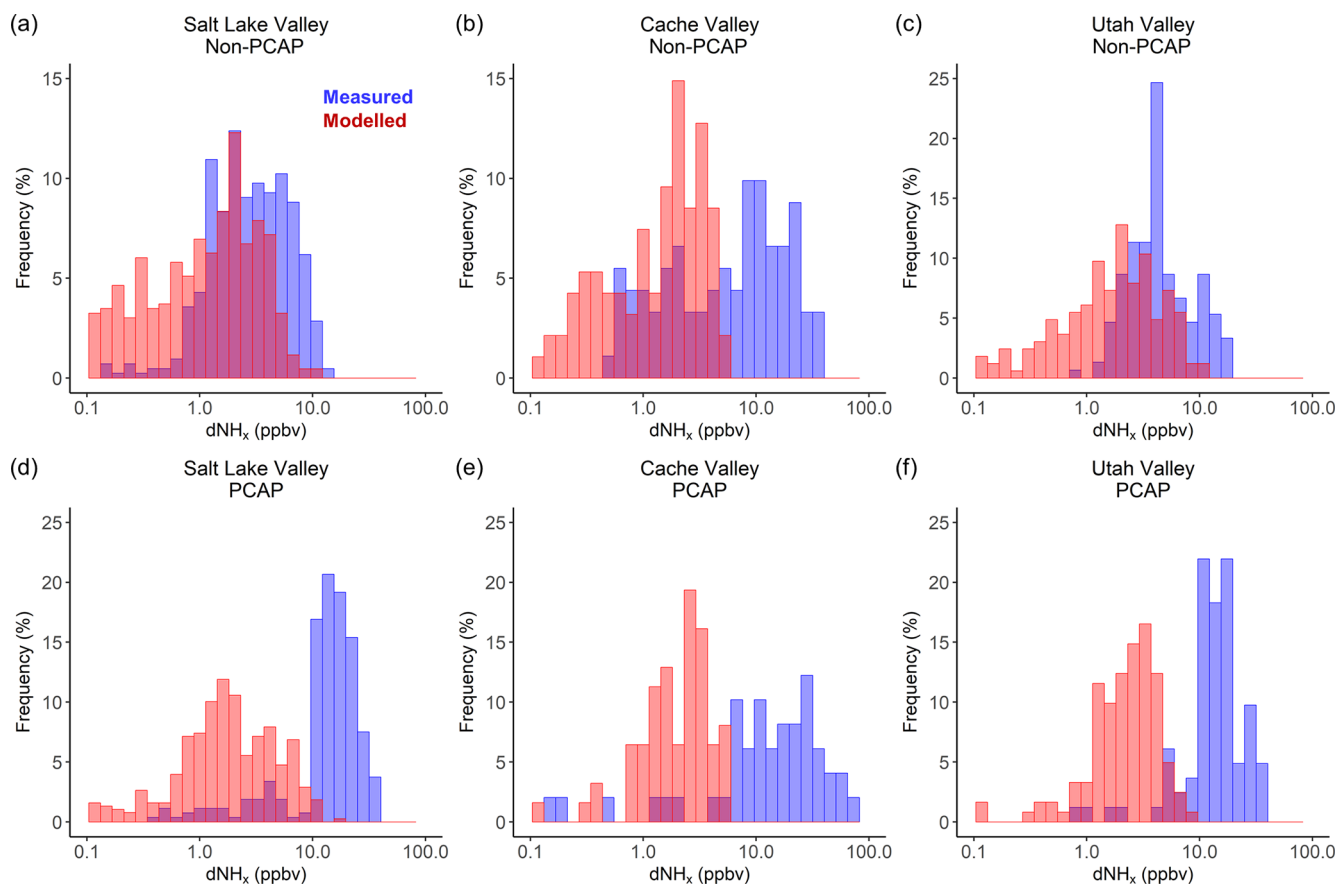 (a)
Salt Lake Valley
Non-PCAP
Measured
Modelled
Frequency (%)
15
10
5
0
0.1 1.0 10.0 100.0
dNHₓ (ppbv)
(b)
Cache Valley
Non-PCAP
Frequency (%)
15
10
5
0
0.1 1.0 10.0 100.0
dNHₓ (ppbv)
(c)
Utah Valley
Non-PCAP
Frequency (%)
25
20
15
10
5
0
0.1 1.0 10.0 100.0
dNHₓ (ppbv)
(d)
Salt Lake Valley
PCAP
Frequency (%)
25
20
15
10
5
0
0.1 1.0 10.0 100.0
dNHₓ (ppbv)
(e)
Cache Valley
PCAP
Frequency (%)
25
20
15
10
5
0
0.1 1.0 10.0 100.0
dNHₓ (ppbv)
(f)
Utah Valley
PCAP
Frequency (%)
25
20
15
10
5
0
0.1 1.0 10.0 100.0
dNHₓ (ppbv)